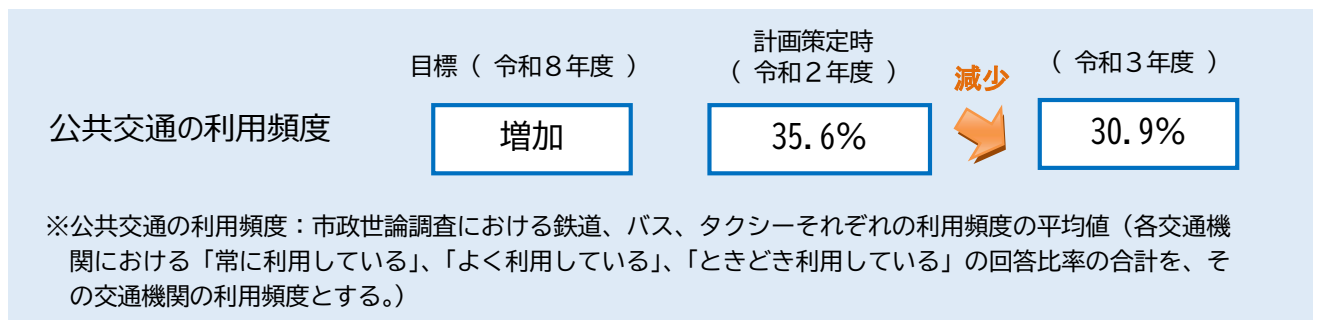 目標（ 令和８年度 ）
計画策定時
（ 令和２年度 ）
減少
（ 令和３年度 ）
公共交通の利用頻度
増加
35.6%
30.9%
※公共交通の利用頻度：市政世論調査における鉄道、バス、タクシーそれぞれの利用頻度の平均値（各交通機
関における「常に利用している」、「よく利用している」、「ときどき利用している」の回答比率の合計を、そ
の交通機関の利用頻度とする。）